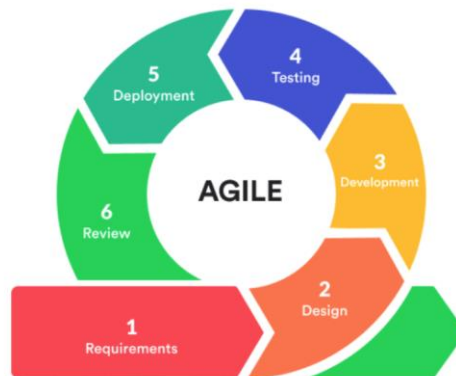 AGILE
1
Requirements
2
Design
3
Development
4
Testing
5
Deployment
6
Review